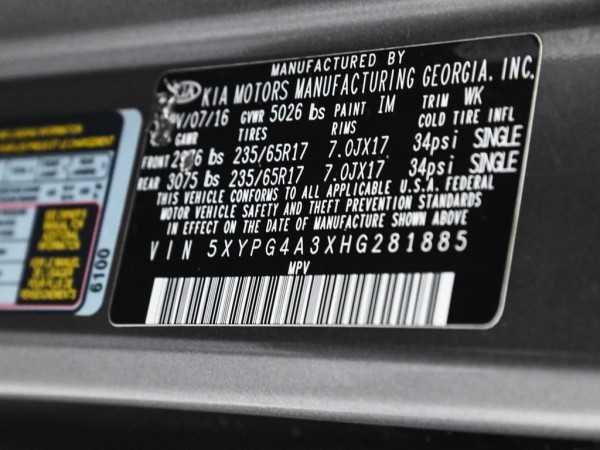 MANUFACTURED BY
KIA KIA MOTORS MANUFACTURING GEORGIA, INC.
/07/16 GVWR 5026 lbs PAINT IM TRIM WK
GAWR TIRES RIMS COLD TIRE INFL
FRONT lbs 235/65R17 7.0JX17 34psi SINGLE
REAR 3075 lbs 235/65R17 7.0JX17 34psi SINGLE
THIS VEHICLE CONFORMS TO ALL APPLICABLE U.S.A. FEDERAL
MOTOR VEHICLE SAFETY AND THEFT PREVENTION STANDARDS
IN EFFECT ON THE DATE OF MANUFACTURE SHOWN ABOVE
VIN 5XYPG4A3XHG281885
MPV
6100